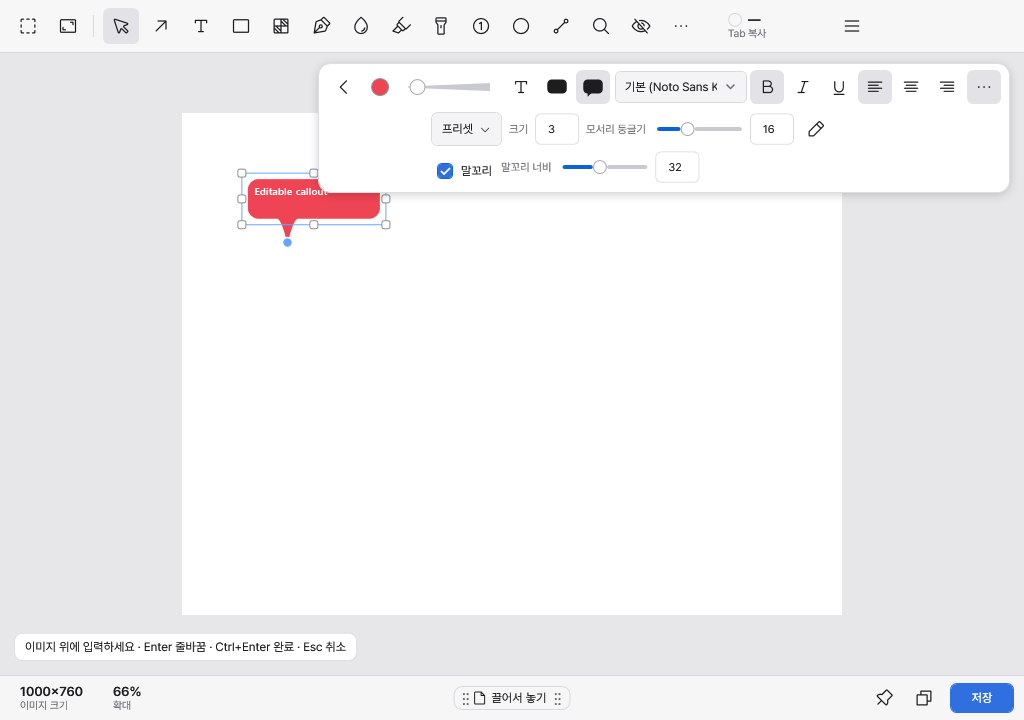 Tab 복사
T
1
T
기본 (Noto Sans K
B
I
U
프리셋
크기
3
모서리 둥글기
16
말꼬리
말꼬리 너비
32
Editable callout
이미지 위에 입력하세요 · Enter 줄바꿈 · Ctrl+Enter 완료 · Esc 취소
1000×760
이미지 크기
66%
확대
끌어서 놓기
저장